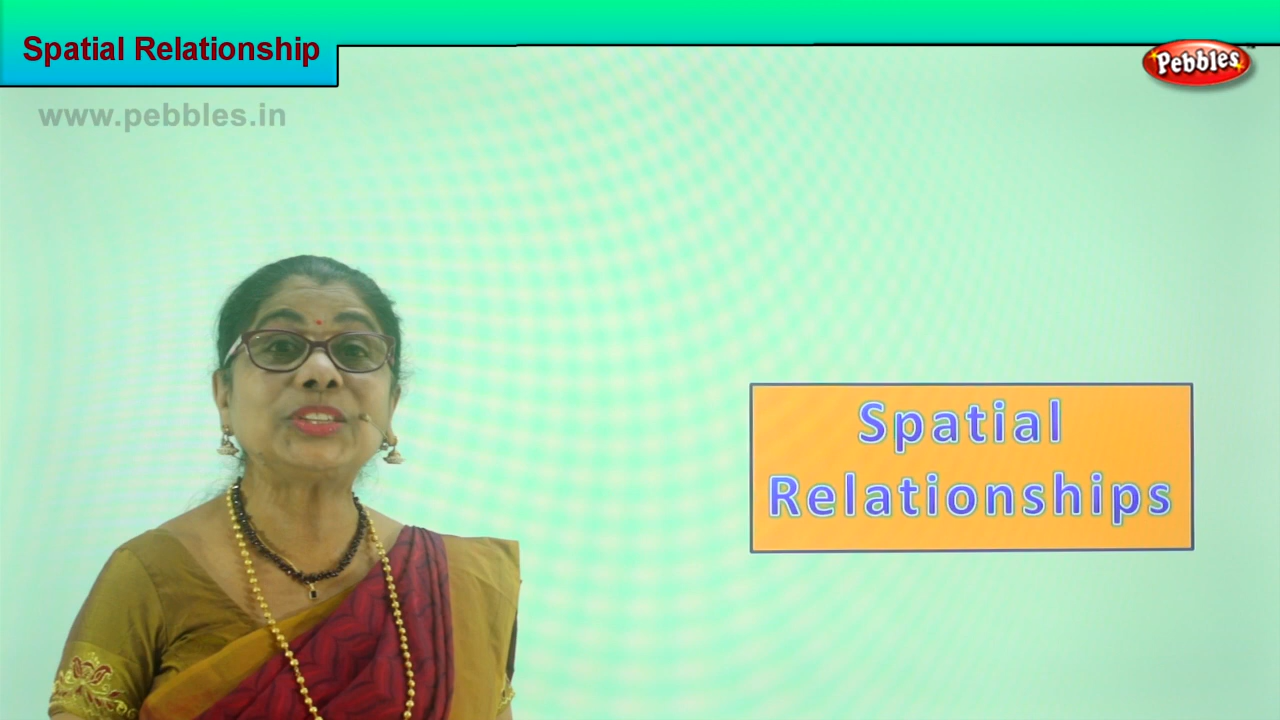 Spatial Relationship
Pebbles
www.pebbles.in
Spatial
Relationships